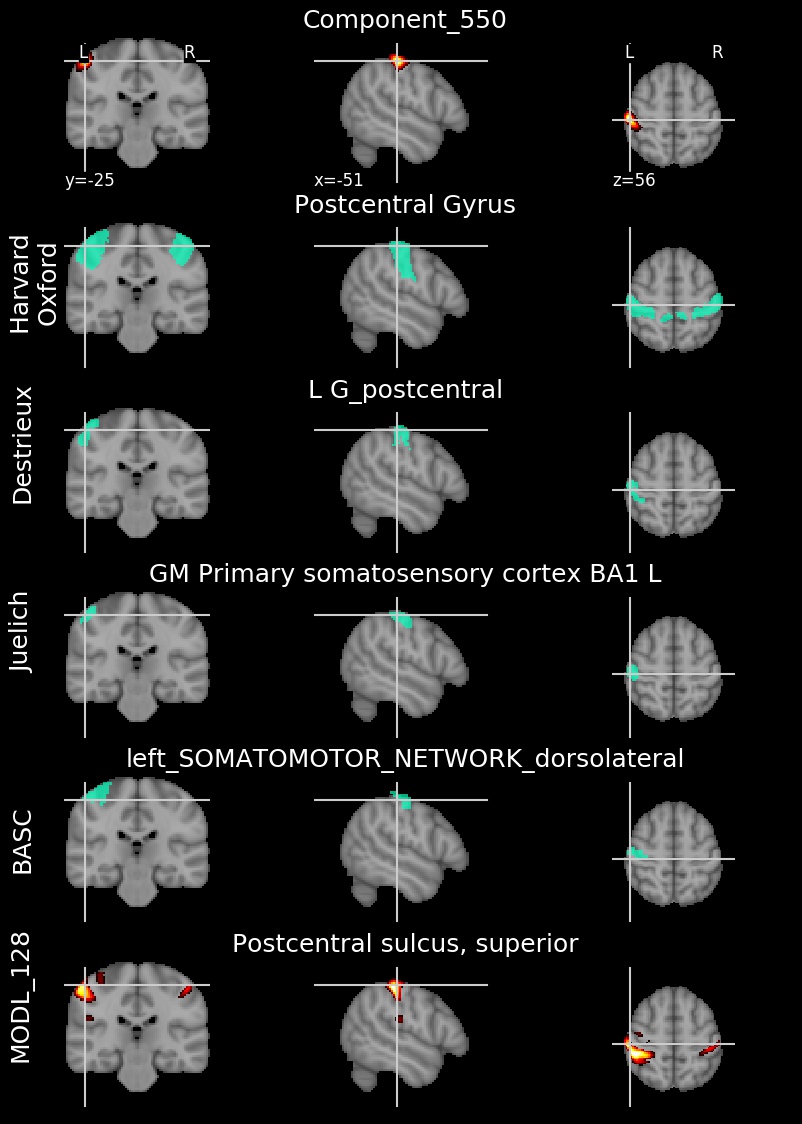 Component_550
L R
L R
y=-25 x=-51 z=56
Postcentral Gyrus
Harvard
Oxford
L G_postcentral
Destrieux
GM Primary somatosensory cortex BA1 L
Juelich
left_SOMATOMOTOR_NETWORK_dorsolateral
BASC
Postcentral sulcus, superior
MODL_128